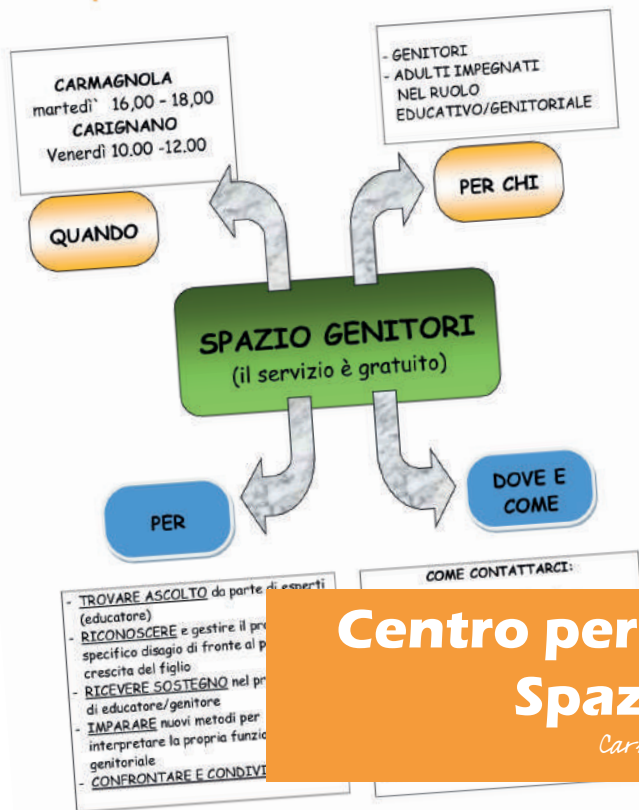 CARMAGNOLA
martedì` 16,00 - 18,00
CARIGNANO
Venerdì 10.00 -12.00
- GENITORI
- ADULTI IMPEGNATI
NEL RUOLO
EDUCATIVO/GENITORIALE
QUANDO
PER CHI
SPAZIO GENITORI
(il servizio è gratuito)
PER
DOVE E
COME
- TROVARE ASCOLTO da parte di esperti
(educatore)
- RICONOSCERE e gestire il
specifico disagio di fronte al
crescita del figlio
- RICEVERE SOSTEGNO nel
di educatore/genitore
- IMPARARE nuovi metodi per
interpretare la propria
genitoriale
- CONFRONTARE E
COME CONTATTARCI:
Centro per